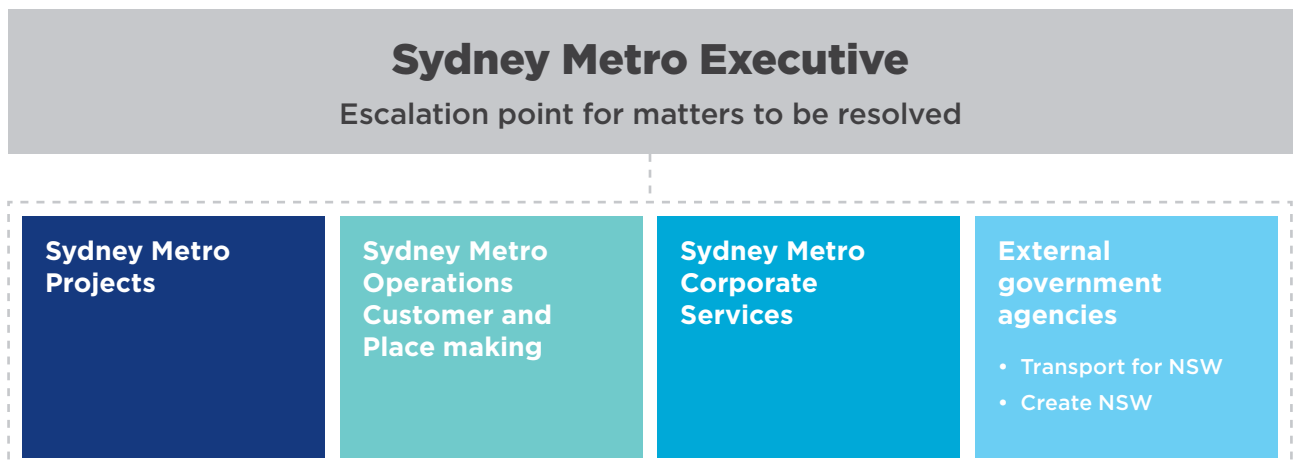 Sydney Metro Executive
Escalation point for matters to be resolved
Sydney Metro
Projects
Sydney Metro
Operations
Customer and
Place making
Sydney Metro
Corporate
Services
External
government
agencies
• Transport for NSW
• Create NSW